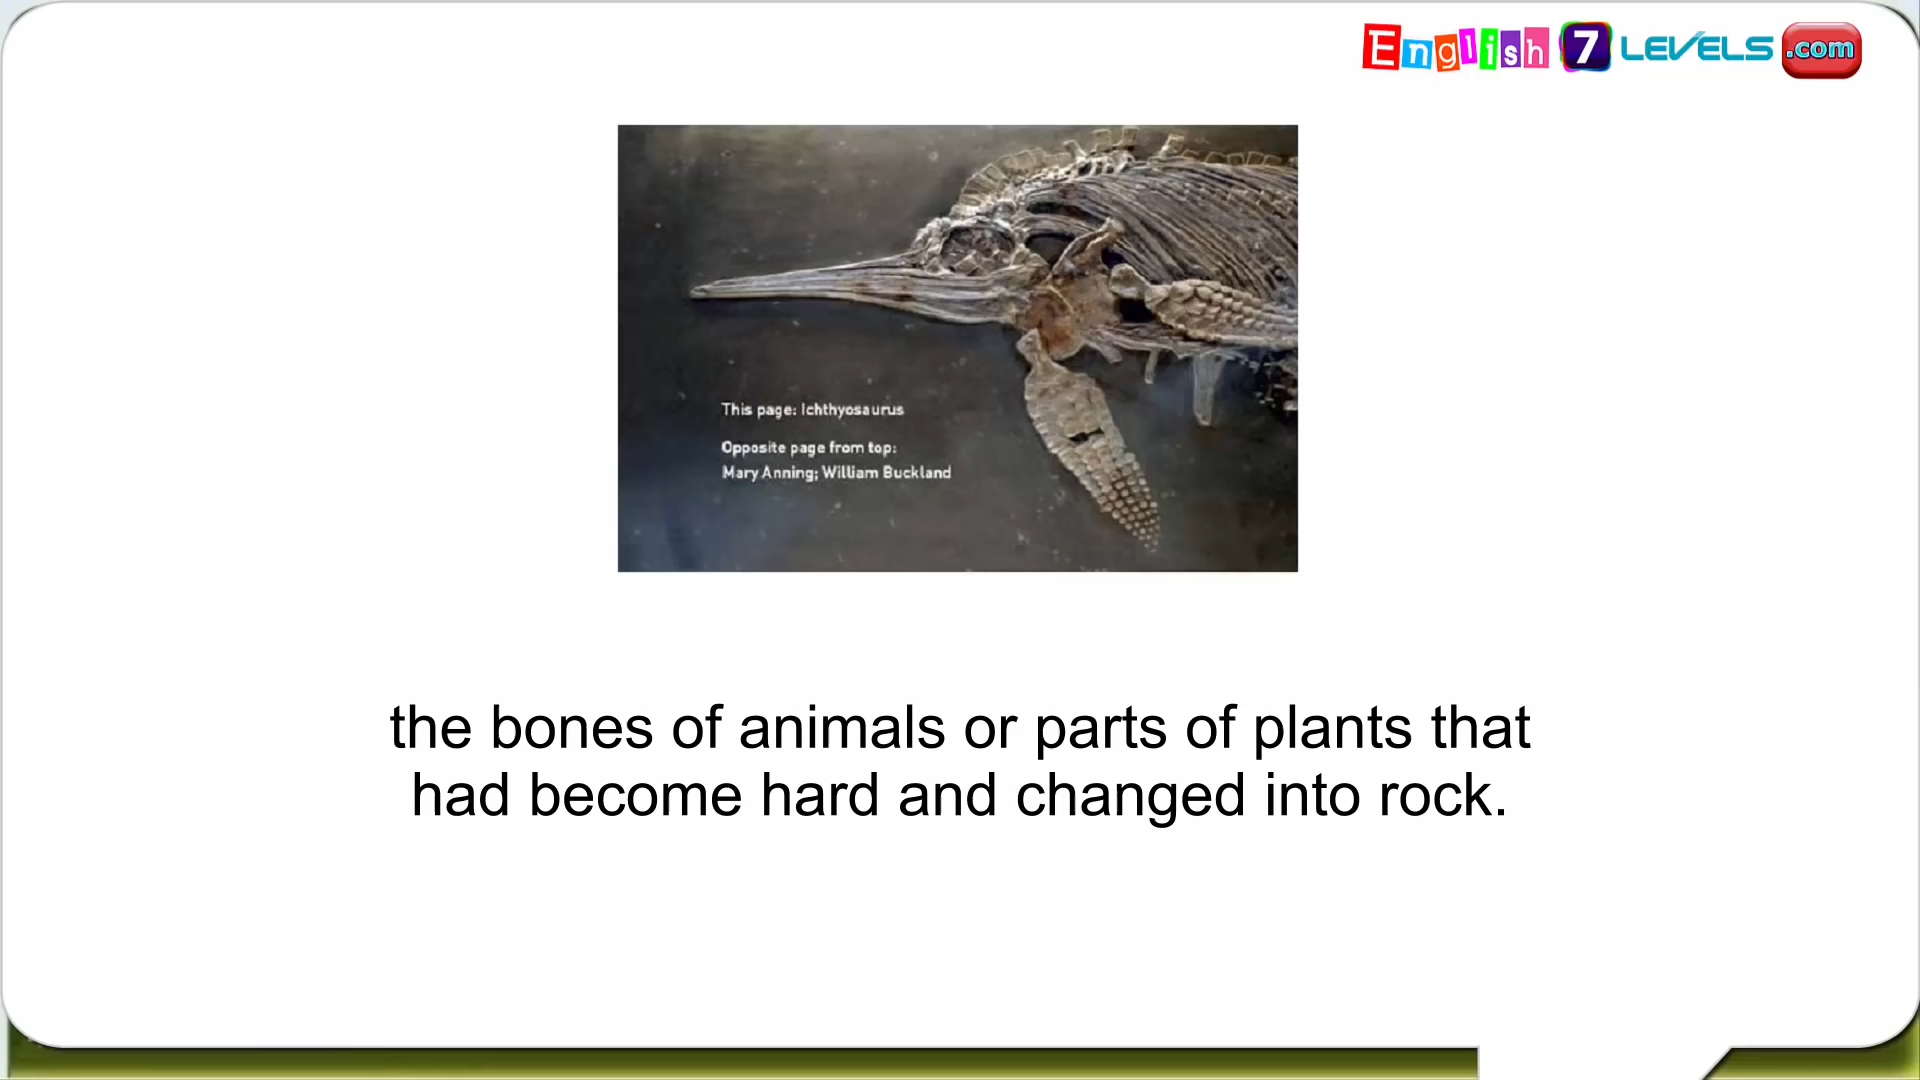 English 7 LEVELS .com
This page: Ichthyosaurus
Opposite page from top:
Mary Anning; William Buckland
the bones of animals or parts of plants that
had become hard and changed into rock.